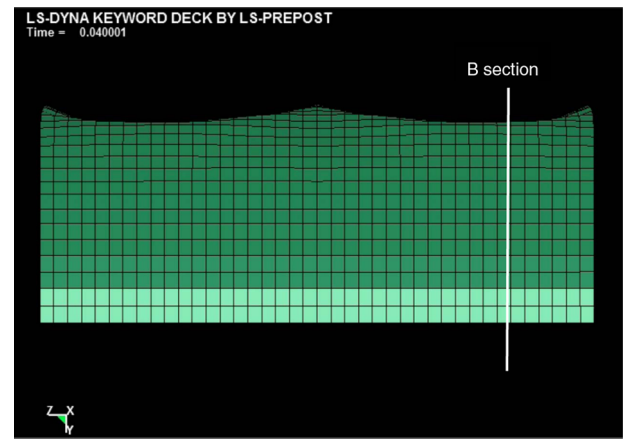 LS-DYNA KEYWORD DECK BY LS-PREPOST
Time = 0.040001
B section
Z X
Y